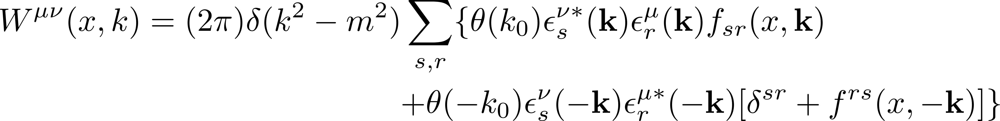 W^{\mu\nu}(x, k) = (2\pi)\delta(k^2 - m^2) \sum_{s,r} \{\theta(k_0)\epsilon_s^{\nu*}(\mathbf{k})\epsilon_r^{\mu}(\mathbf{k})f_{sr}(x, \mathbf{k})
+\theta(-k_0)\epsilon_s^{\nu}(-\mathbf{k})\epsilon_r^{\mu*}(-\mathbf{k})[\delta^{sr} + f^{rs}(x, -\mathbf{k})]\}